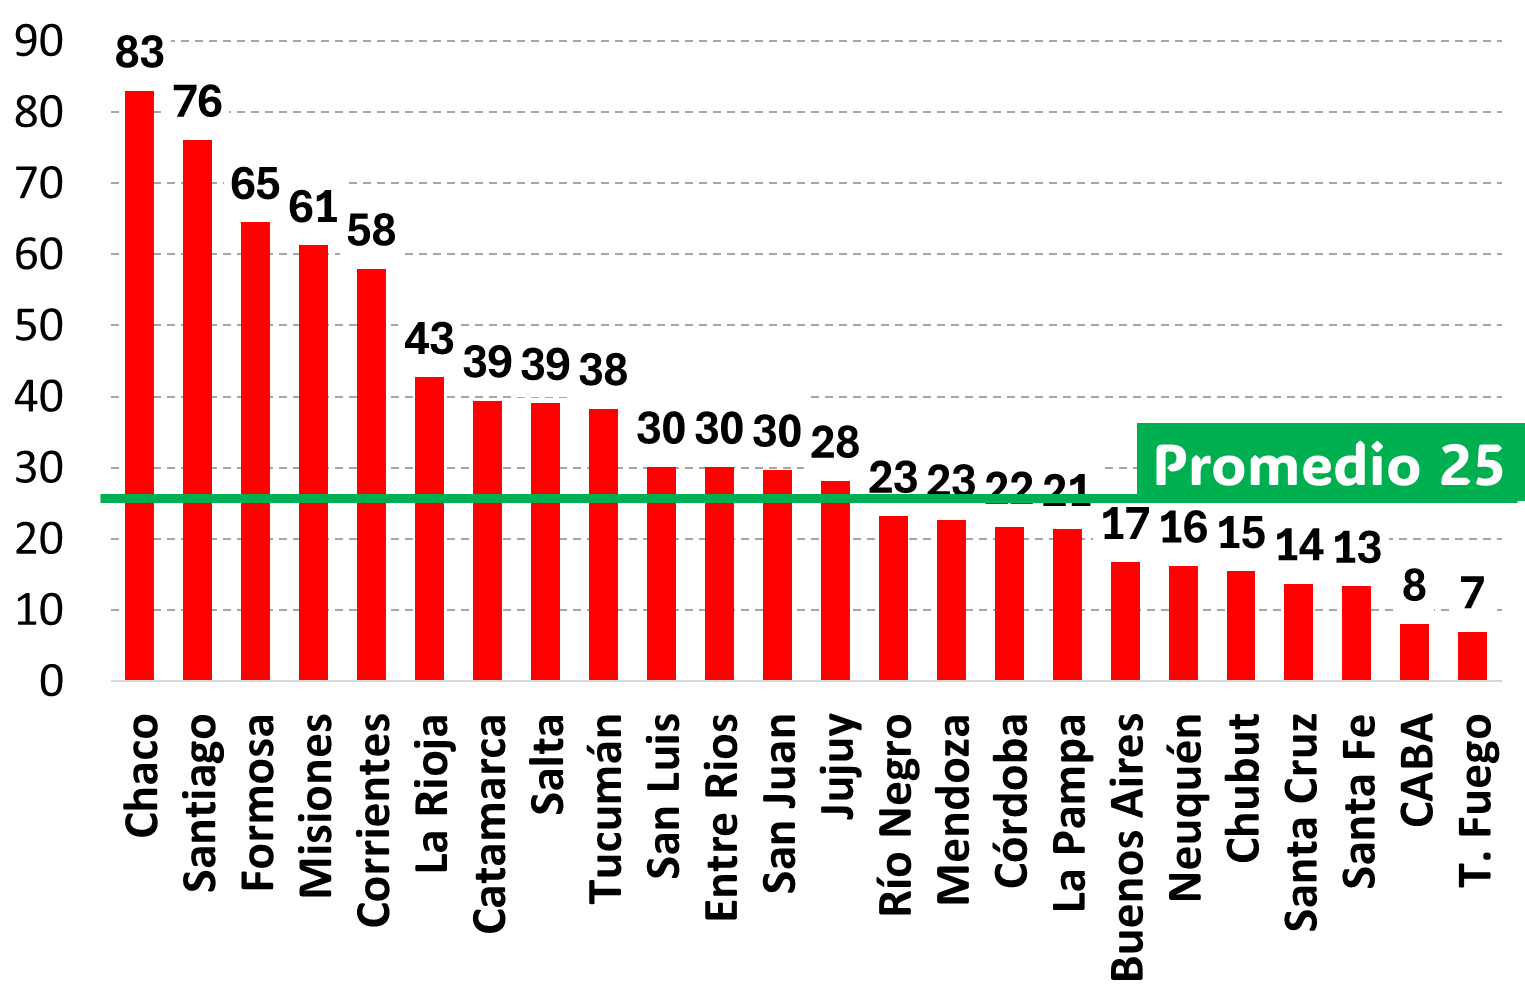 90
80
70
60
50
40
30
20
10
0
83
76
65
61
58
43
39
39
38
30
30
30
28
23
23
22
21
17
16
15
14
13
8
7
Promedio 25
Chaco
Santiago
Formosa
Misiones
Corrientes
La Rioja
Catamarca
Salta
Tucumán
San Luis
Entre Rios
San Juan
Jujuy
Río Negro
Mendoza
Córdoba
La Pampa
Buenos Aires
Neuquén
Chubut
Santa Cruz
Santa Fe
CABA
T. Fuego